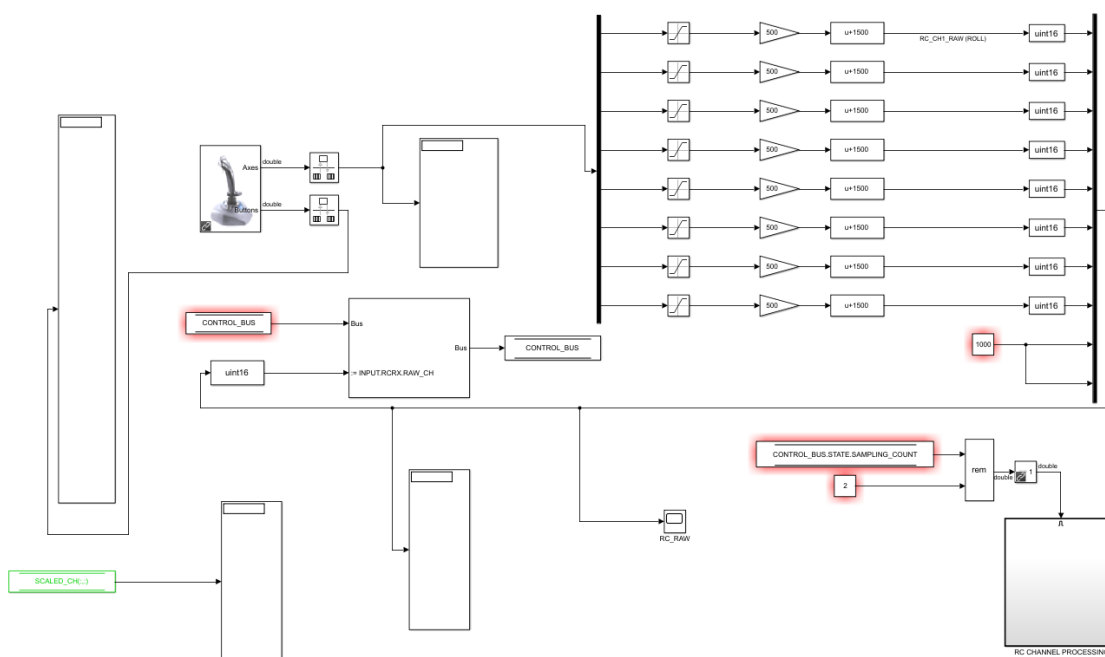 500
u+1500
RC_CH1_RAW (ROLL)
uint16
500
u+1500
uint16
500
u+1500
uint16
500
u+1500
uint16
500
u+1500
uint16
500
u+1500
uint16
500
u+1500
uint16
500
u+1500
uint16
Axes
double
Buttons
double
CONTROL_BUS
Bus
Bus
CONTROL_BUS
uint16
:= INPUT.RCRX.RAW_CH
1000
CONTROL_BUS.STATE.SAMPLING_COUNT
2
rem
double
1
double
RC_RAW
SCALED_CH(:,:)
RC CHANNEL PROCESSING